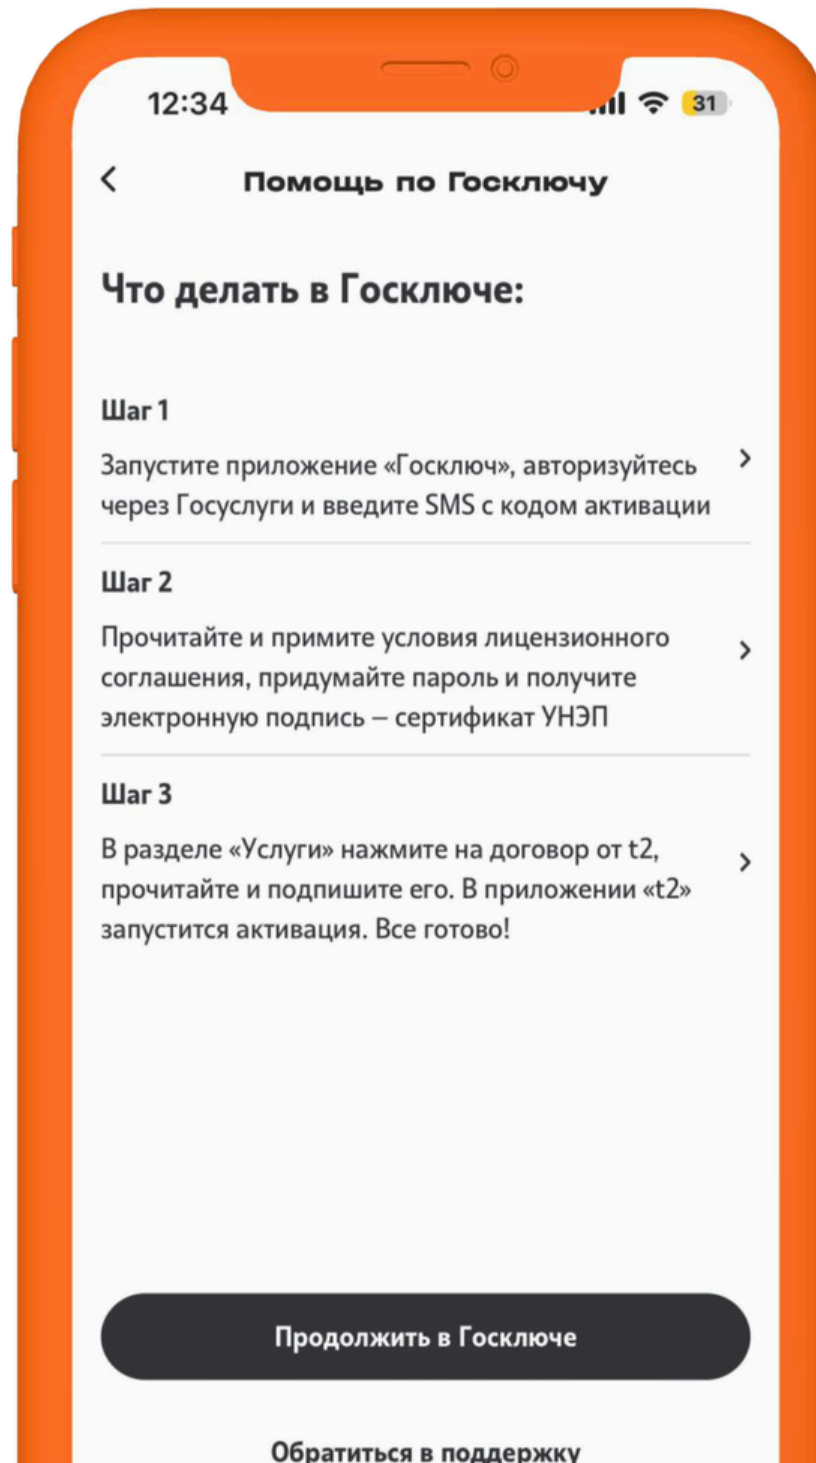 12:34
31
Помощь по Госключу
Что делать в Госключе:
Шаг 1
Запустите приложение «Госключ», авторизуйтесь
через Госуслуги и введите SMS с кодом активации
Шаг 2
Прочитайте и примите условия лицензионного
соглашения, придумайте пароль и получите
электронную подпись – сертификат УНЭП
Шаг 3
В разделе «Услуги» нажмите на договор от t2,
прочитайте и подпишите его. В приложении «t2»
запустится активация. Все готово!
Продолжить в Госключе
Обратиться в поддержку